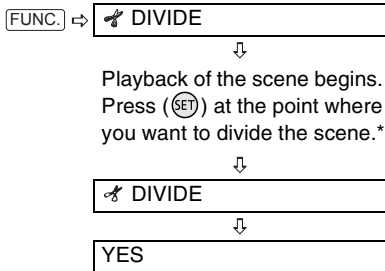 FUNC. ⇨ DIVIDE
Playback of the scene begins.
Press (SET) at the point where
you want to divide the scene.*
DIVIDE
YES